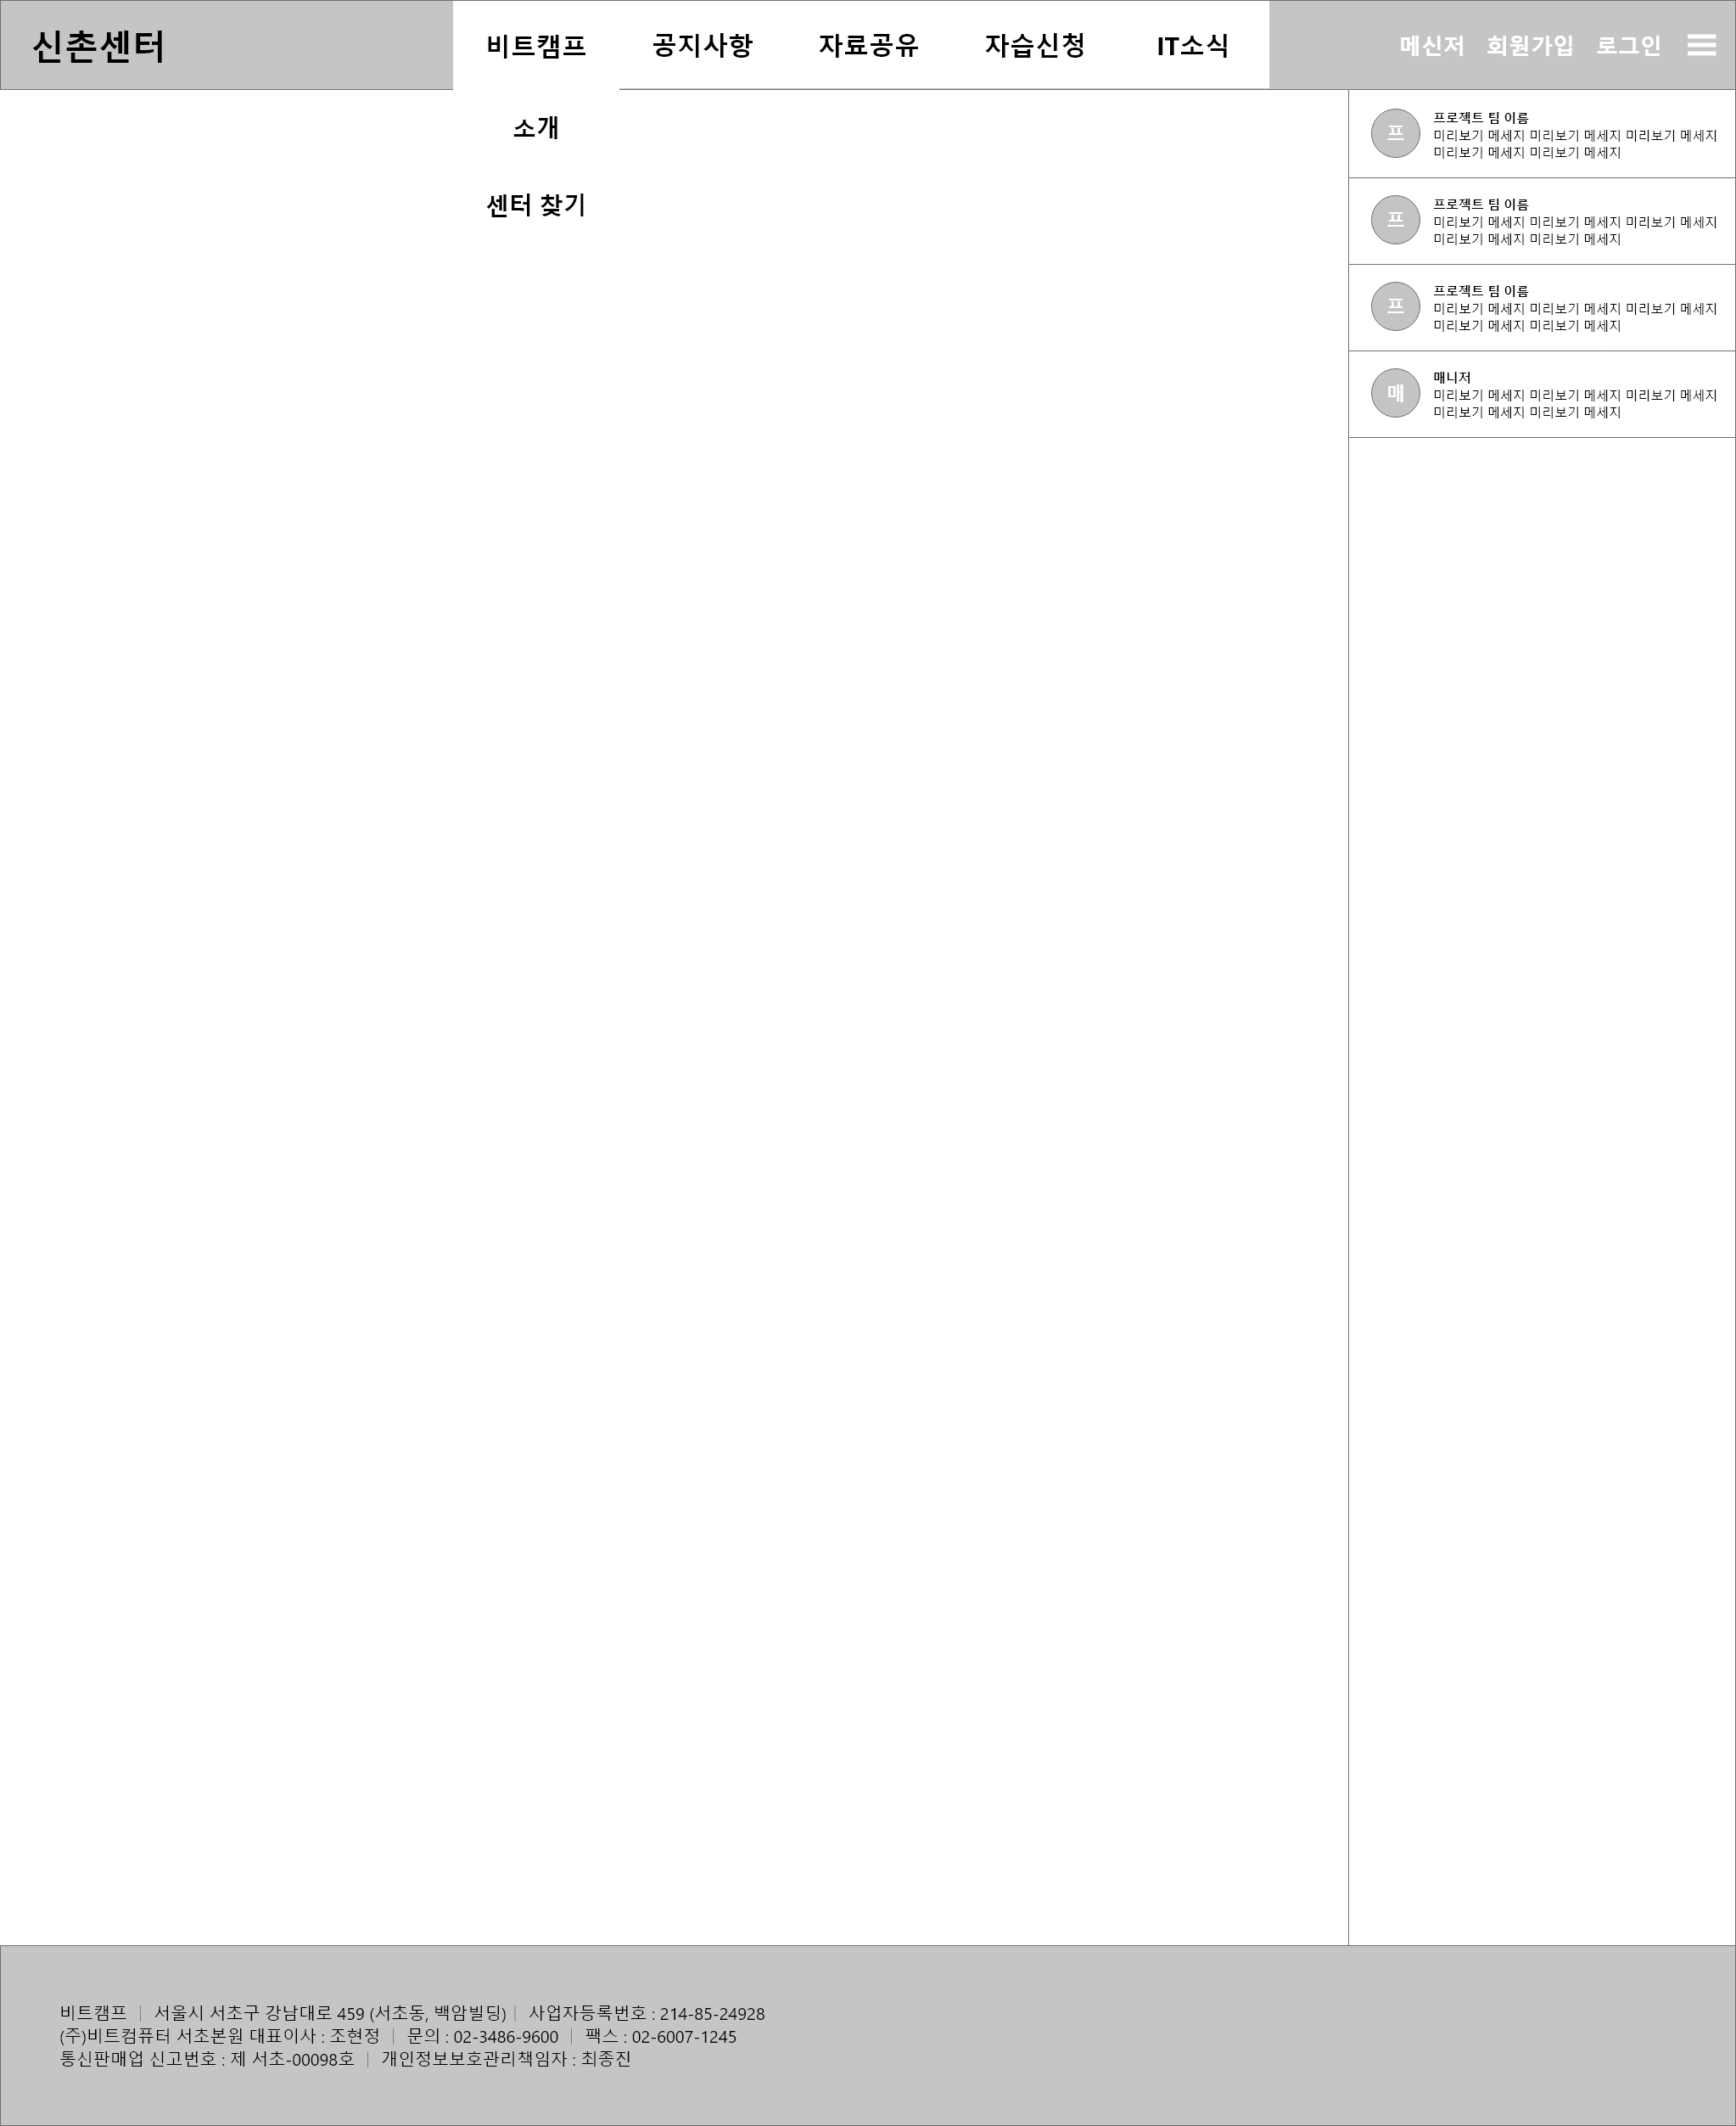 신촌센터
비트캠프 공지사항 자료공유 자습신청 IT소식
메신저 회원가입 로그인
소개
센터 찾기
프
프로젝트 팀 이름
미리보기 메세지 미리보기 메세지 미리보기 메세지
미리보기 메세지 미리보기 메세지
프
프로젝트 팀 이름
미리보기 메세지 미리보기 메세지 미리보기 메세지
미리보기 메세지 미리보기 메세지
프
프로젝트 팀 이름
미리보기 메세지 미리보기 메세지 미리보기 메세지
미리보기 메세지 미리보기 메세지
매
매니저
미리보기 메세지 미리보기 메세지 미리보기 메세지
미리보기 메세지 미리보기 메세지
비트캠프 | 서울시 서초구 강남대로 459 (서초동, 백암빌딩) | 사업자등록번호 : 214-85-24928
(주)비트컴퓨터 서초본원 대표이사 : 조현정 | 문의 : 02-3486-9600 | 팩스 : 02-6007-1245
통신판매업 신고번호 : 제 서초-00098호 | 개인정보보호관리책임자 : 최종진